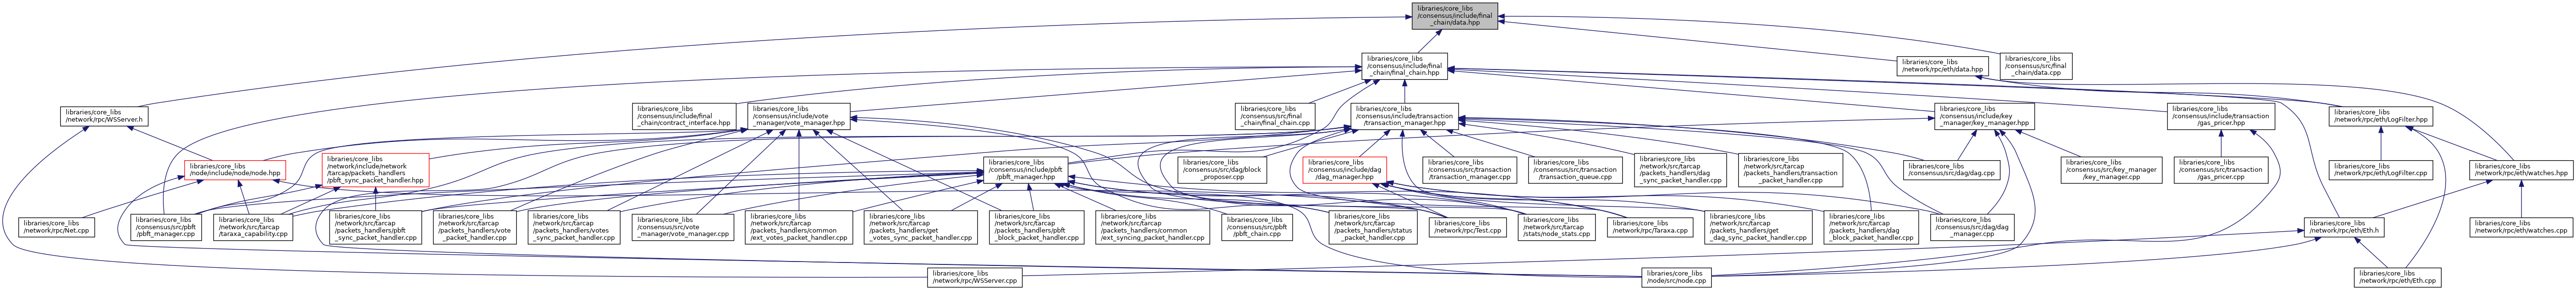 libraries/core_libs
/consensus/include/final
_chain/data.hpp
libraries/core_libs
/consensus/include/final
_chain/final_chain.hpp
libraries/core_libs
/network/rpc/eth/data.hpp
libraries/core_libs
/consensus/src/final
_chain/data.cpp
libraries/core_libs
/network/rpc/WSServer.h
libraries/core_libs
/consensus/include/final
_chain/contract_interface.hpp
libraries/core_libs
/consensus/include/vote
_manager/vote_manager.hpp
libraries/core_libs
/consensus/src/final
_chain/final_chain.cpp
libraries/core_libs
/consensus/include/transaction
/transaction_manager.hpp
libraries/core_libs
/consensus/include/key
_manager/key_manager.hpp
libraries/core_libs
/consensus/include/transaction
/gas_pricer.hpp
libraries/core_libs
/network/rpc/eth/LogFilter.hpp
libraries/core_libs
/node/include/node/node.hpp
libraries/core_libs
/network/include/network
/tarcap/packets_handlers
/pbft_sync_packet_handler.hpp
libraries/core_libs
/consensus/include/pbft
/pbft_manager.hpp
libraries/core_libs
/consensus/src/dag/block
_proposer.cpp
libraries/core_libs
/consensus/include/dag
/dag_manager.hpp
libraries/core_libs
/consensus/src/transaction
/transaction_manager.cpp
libraries/core_libs
/consensus/src/transaction
/transaction_queue.cpp
libraries/core_libs
/network/src/tarcap
/packets_handlers/dag
_sync_packet_handler.cpp
libraries/core_libs
/network/src/tarcap
/packets_handlers/transaction
_packet_handler.cpp
libraries/core_libs
/consensus/src/dag/dag.cpp
libraries/core_libs
/consensus/src/key_manager
/key_manager.cpp
libraries/core_libs
/consensus/src/transaction
/gas_pricer.cpp
libraries/core_libs
/network/rpc/eth/LogFilter.cpp
libraries/core_libs
/network/rpc/eth/watches.hpp
libraries/core_libs
/network/rpc/Net.cpp
libraries/core_libs
/consensus/src/pbft
/pbft_manager.cpp
libraries/core_libs
/network/src/tarcap
/taraxa_capability.cpp
libraries/core_libs
/network/src/tarcap
/packets_handlers/pbft
_sync_packet_handler.cpp
libraries/core_libs
/network/src/tarcap
/packets_handlers/vote
_packet_handler.cpp
libraries/core_libs
/network/src/tarcap
/packets_handlers/votes
_sync_packet_handler.cpp
libraries/core_libs
/consensus/src/vote
_manager/vote_manager.cpp
libraries/core_libs
/network/src/tarcap
/packets_handlers/common
/ext_votes_packet_handler.cpp
libraries/core_libs
/network/src/tarcap
/packets_handlers/get
_votes_sync_packet_handler.cpp
libraries/core_libs
/network/src/tarcap
/packets_handlers/pbft
_block_packet_handler.cpp
libraries/core_libs
/network/src/tarcap
/packets_handlers/common
/ext_syncing_packet_handler.cpp
libraries/core_libs
/consensus/src/pbft
/pbft_chain.cpp
libraries/core_libs
/network/src/tarcap
/packets_handlers/status
_packet_handler.cpp
libraries/core_libs
/network/rpc/Test.cpp
libraries/core_libs
/network/src/tarcap
/stats/node_stats.cpp
libraries/core_libs
/network/rpc/Taraxa.cpp
libraries/core_libs
/network/src/tarcap
/packets_handlers/get
_dag_sync_packet_handler.cpp
libraries/core_libs
/network/src/tarcap
/packets_handlers/dag
_block_packet_handler.cpp
libraries/core_libs
/consensus/src/dag/dag
_manager.cpp
libraries/core_libs
/network/rpc/eth/Eth.h
libraries/core_libs
/network/rpc/eth/watches.cpp
libraries/core_libs
/network/rpc/WSServer.cpp
libraries/core_libs
/node/src/node.cpp
libraries/core_libs
/network/rpc/eth/Eth.cpp